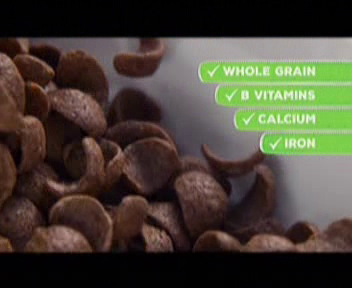 ✓ WHOLE GRAIN
✓ B VITAMINS
✓ CALCIUM
✓ IRON